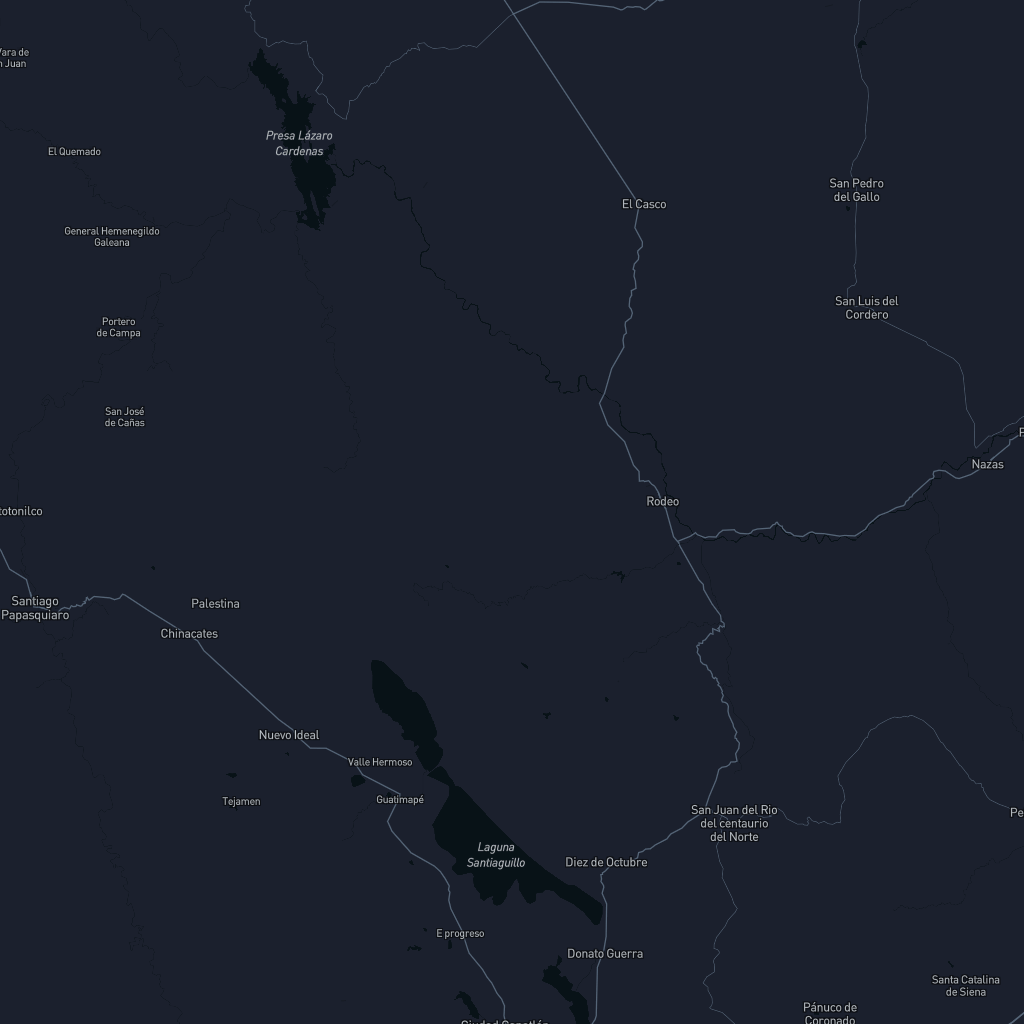 Vara de
n Juan
Presa Lázaro
Cardenas
El Quemado
San Pedro
del Gallo
El Casco
General Hemenegildo
Galeana
San Luis del
Cordero
Portero
de Campa
San José
de Cañas
Nazas
Rodeo
totonilco
Santiago
Papasquiaro
Palestina
Chinacates
Nuevo Ideal
Valle Hermoso
Tejamen
Guatimapé
San Juan del Rio
del centaurio
del Norte
Pe
Laguna
Santiaguillo
Diez de Octubre
E progreso
Donato Guerra
Santa Catalina
de Siena
Pánuco de
Coronado